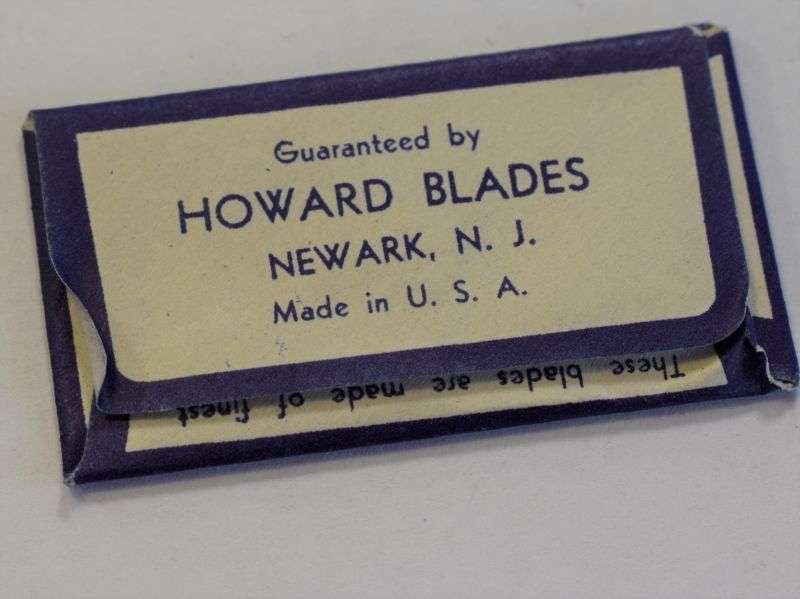 Guaranteed by
HOWARD BLADES
NEWARK, N. J.
Made in U. S. A.
These blades are made of finest